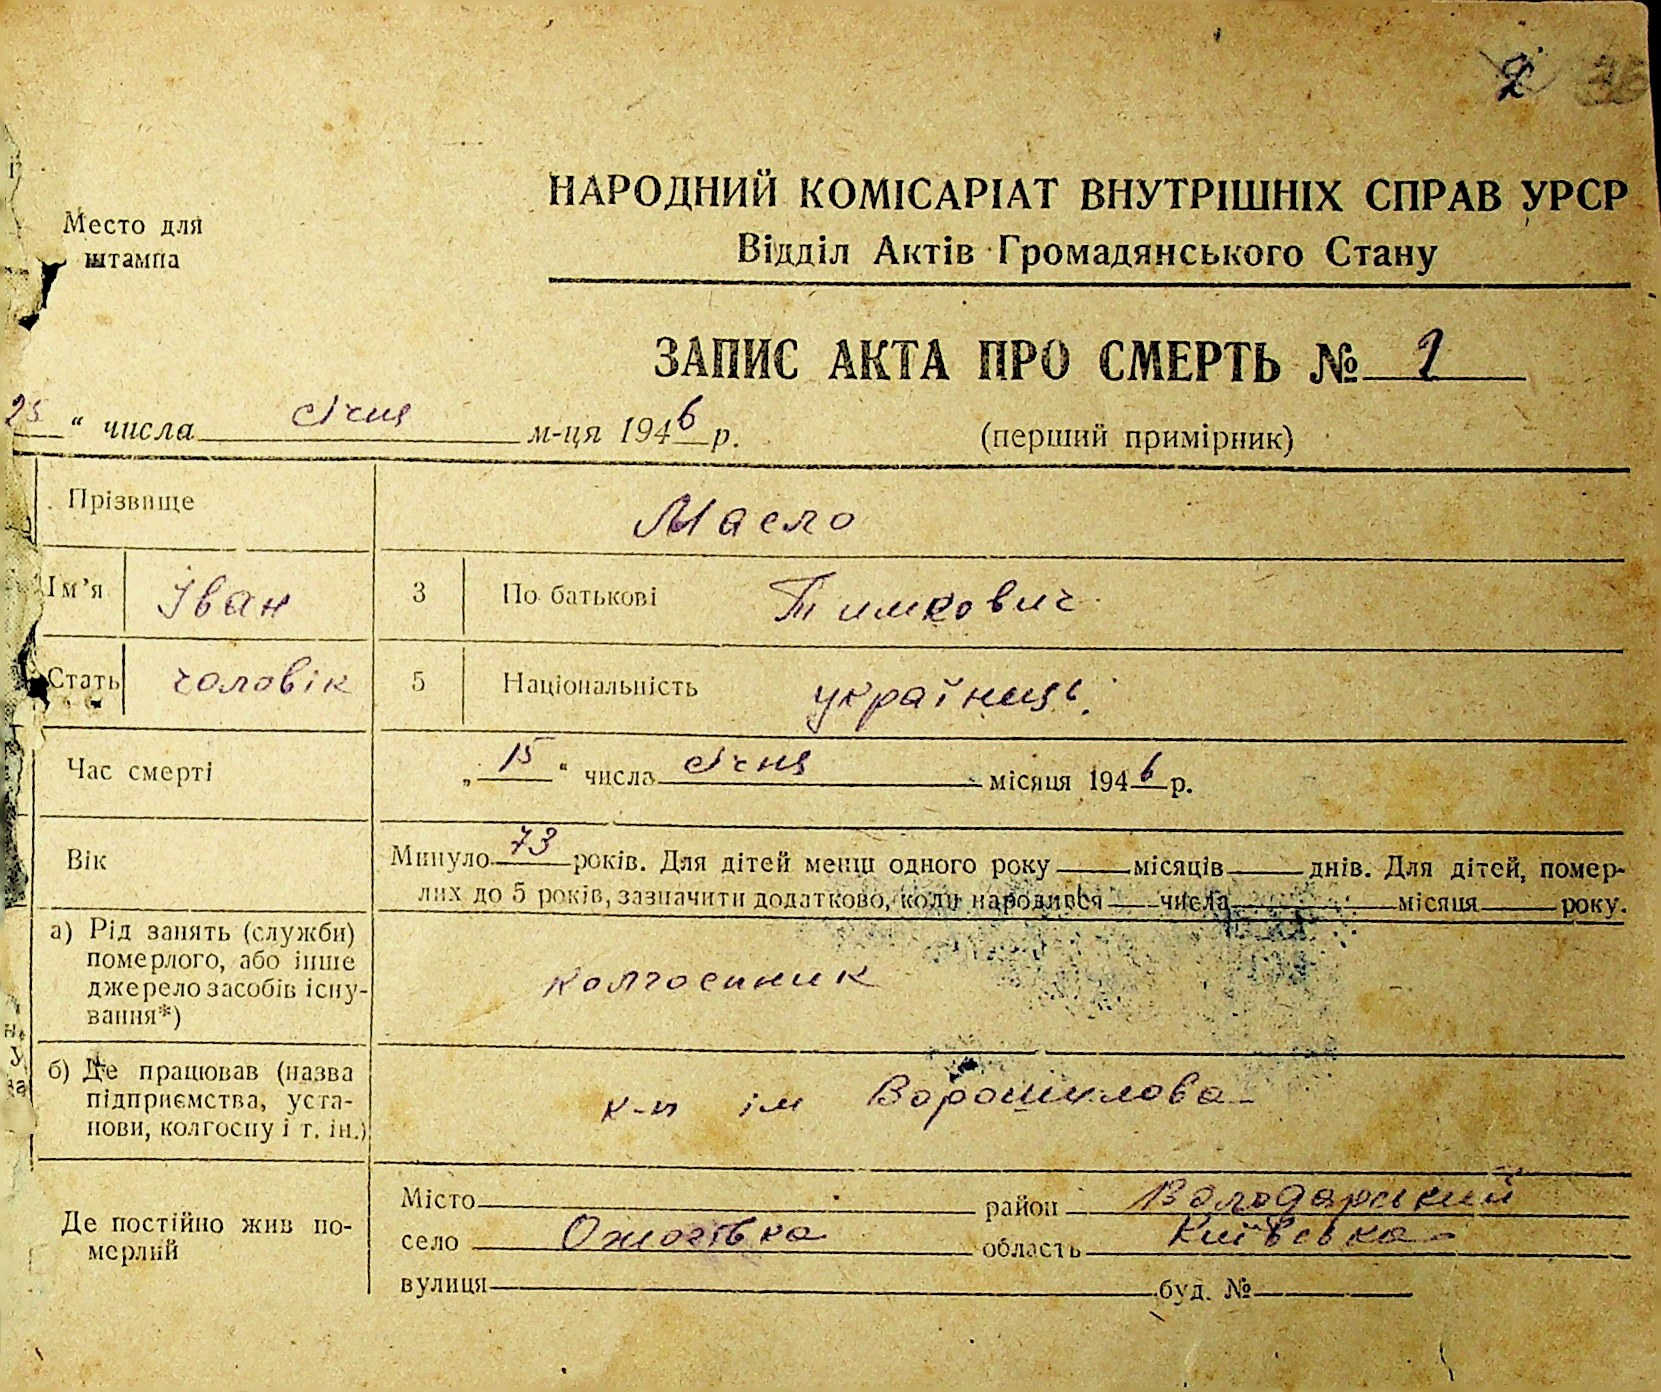 2
Место для
штампа
НАРОДНИЙ КОМІСАРІАТ ВНУТРІШНІХ СПРАВ УРСР
Відділ Актів Громадянського Стану
ЗАПИС АКТА ПРО СМЕРТЬ № 2
25 “ числа січня м-ця 1946 р. (перший примірник)
Прізвище Масло
Ім’я Іван 3 По батькові Тимкович
Стать чоловік 5 Національність українець.
Час смерті „ 15 “ числа січня місяця 1946 р.
Вік Минуло 73 років. Для дітей менш одного року місяців днів. Для дітей, помер-
лих до 5 років, зазначити додатково, коли народився числа місяця року.
а) Рід занять (служби)
померлого, або інше
джерело засобів існу-
вання*)
колгоспник
б) Де працював (назва
підприємства, уста-
нови, колгоспу і т. ін.)
к-п ім Ворошилова
Де постійно жив по-
мерлий
Місто район Володарський
село Ожогівка область Київська
вулиця буд. №